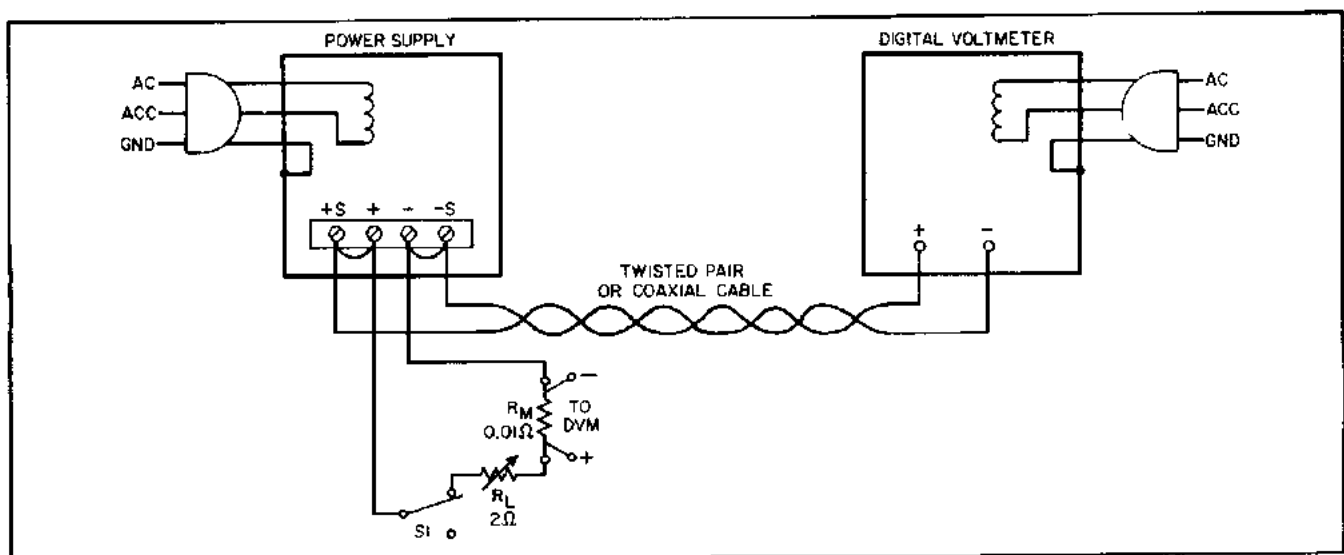 POWER SUPPLY
DIGITAL VOLTMETER
AC
ACC
GND
AC
ACC
GND
+S + - -S
+ -
TWISTED PAIR
OR COAXIAL CABLE
-
RM
0.01Ω
TO
DVM
+
RL
2Ω
S1